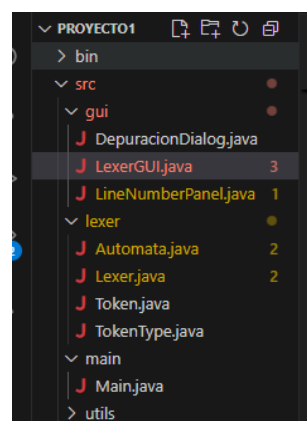 PROYECTO1
bin
src
gui
J DepuracionDialog.java
J LexerGUI.java 3
J LineNumberPanel.java 1
lexer
J Automata.java 2
J Lexer.java 2
J Token.java
J TokenType.java
main
J Main.java
utils